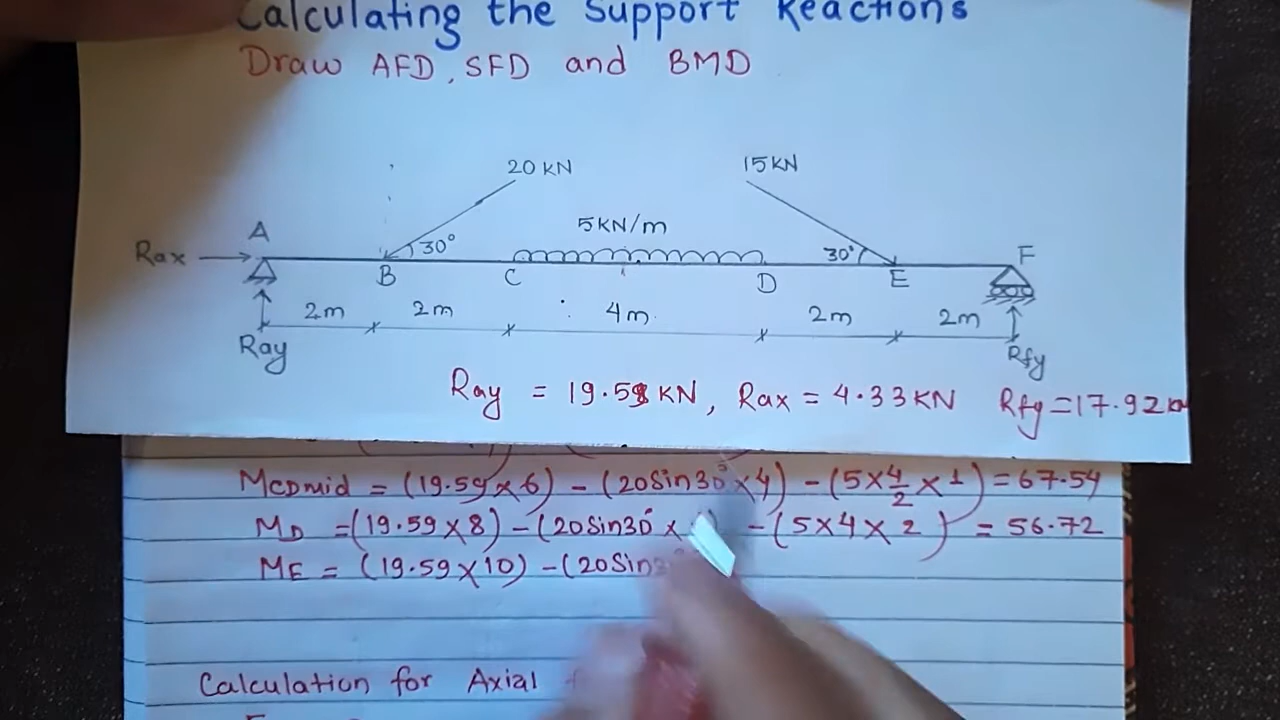 Calculating the Support Reactions
Draw AFD, SFD and BMD
20 KN 15 KN
A 5 KN/m F
Rax 30° 30°
B C D E
2m 2m 4m 2m 2m
Ray Rfy
Ray = 19.59 KN, Rax = 4.33 KN Rfy = 17.92
MCDmid = (19.59 × 6) - (20 Sin 30° × 4) - (5 × 4/2 × 1) = 67.54
MD = (19.59 × 8) - (20 Sin 30° × - (5 × 4 × 2) = 56.72
ME = (19.59 × 10) - (20 Sin
Calculation for Axial